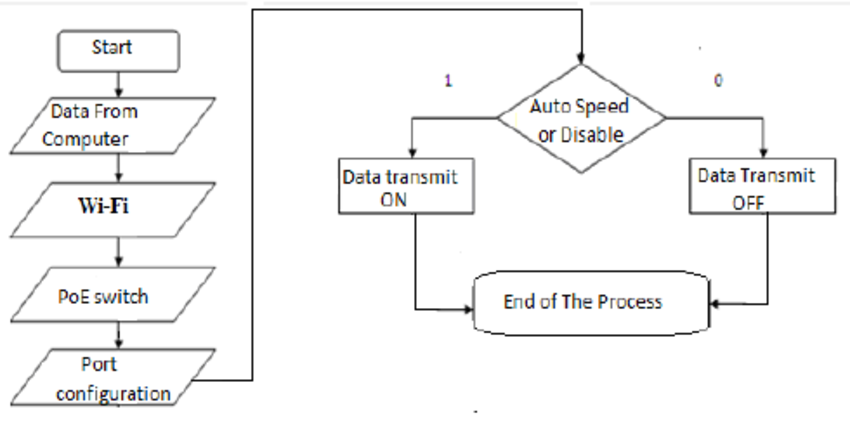 Start
Data From
Computer
Wi-Fi
PoE switch
Port
configuration
1
0
Auto Speed
or Disable
Data transmit
ON
Data Transmit
OFF
End of The Process